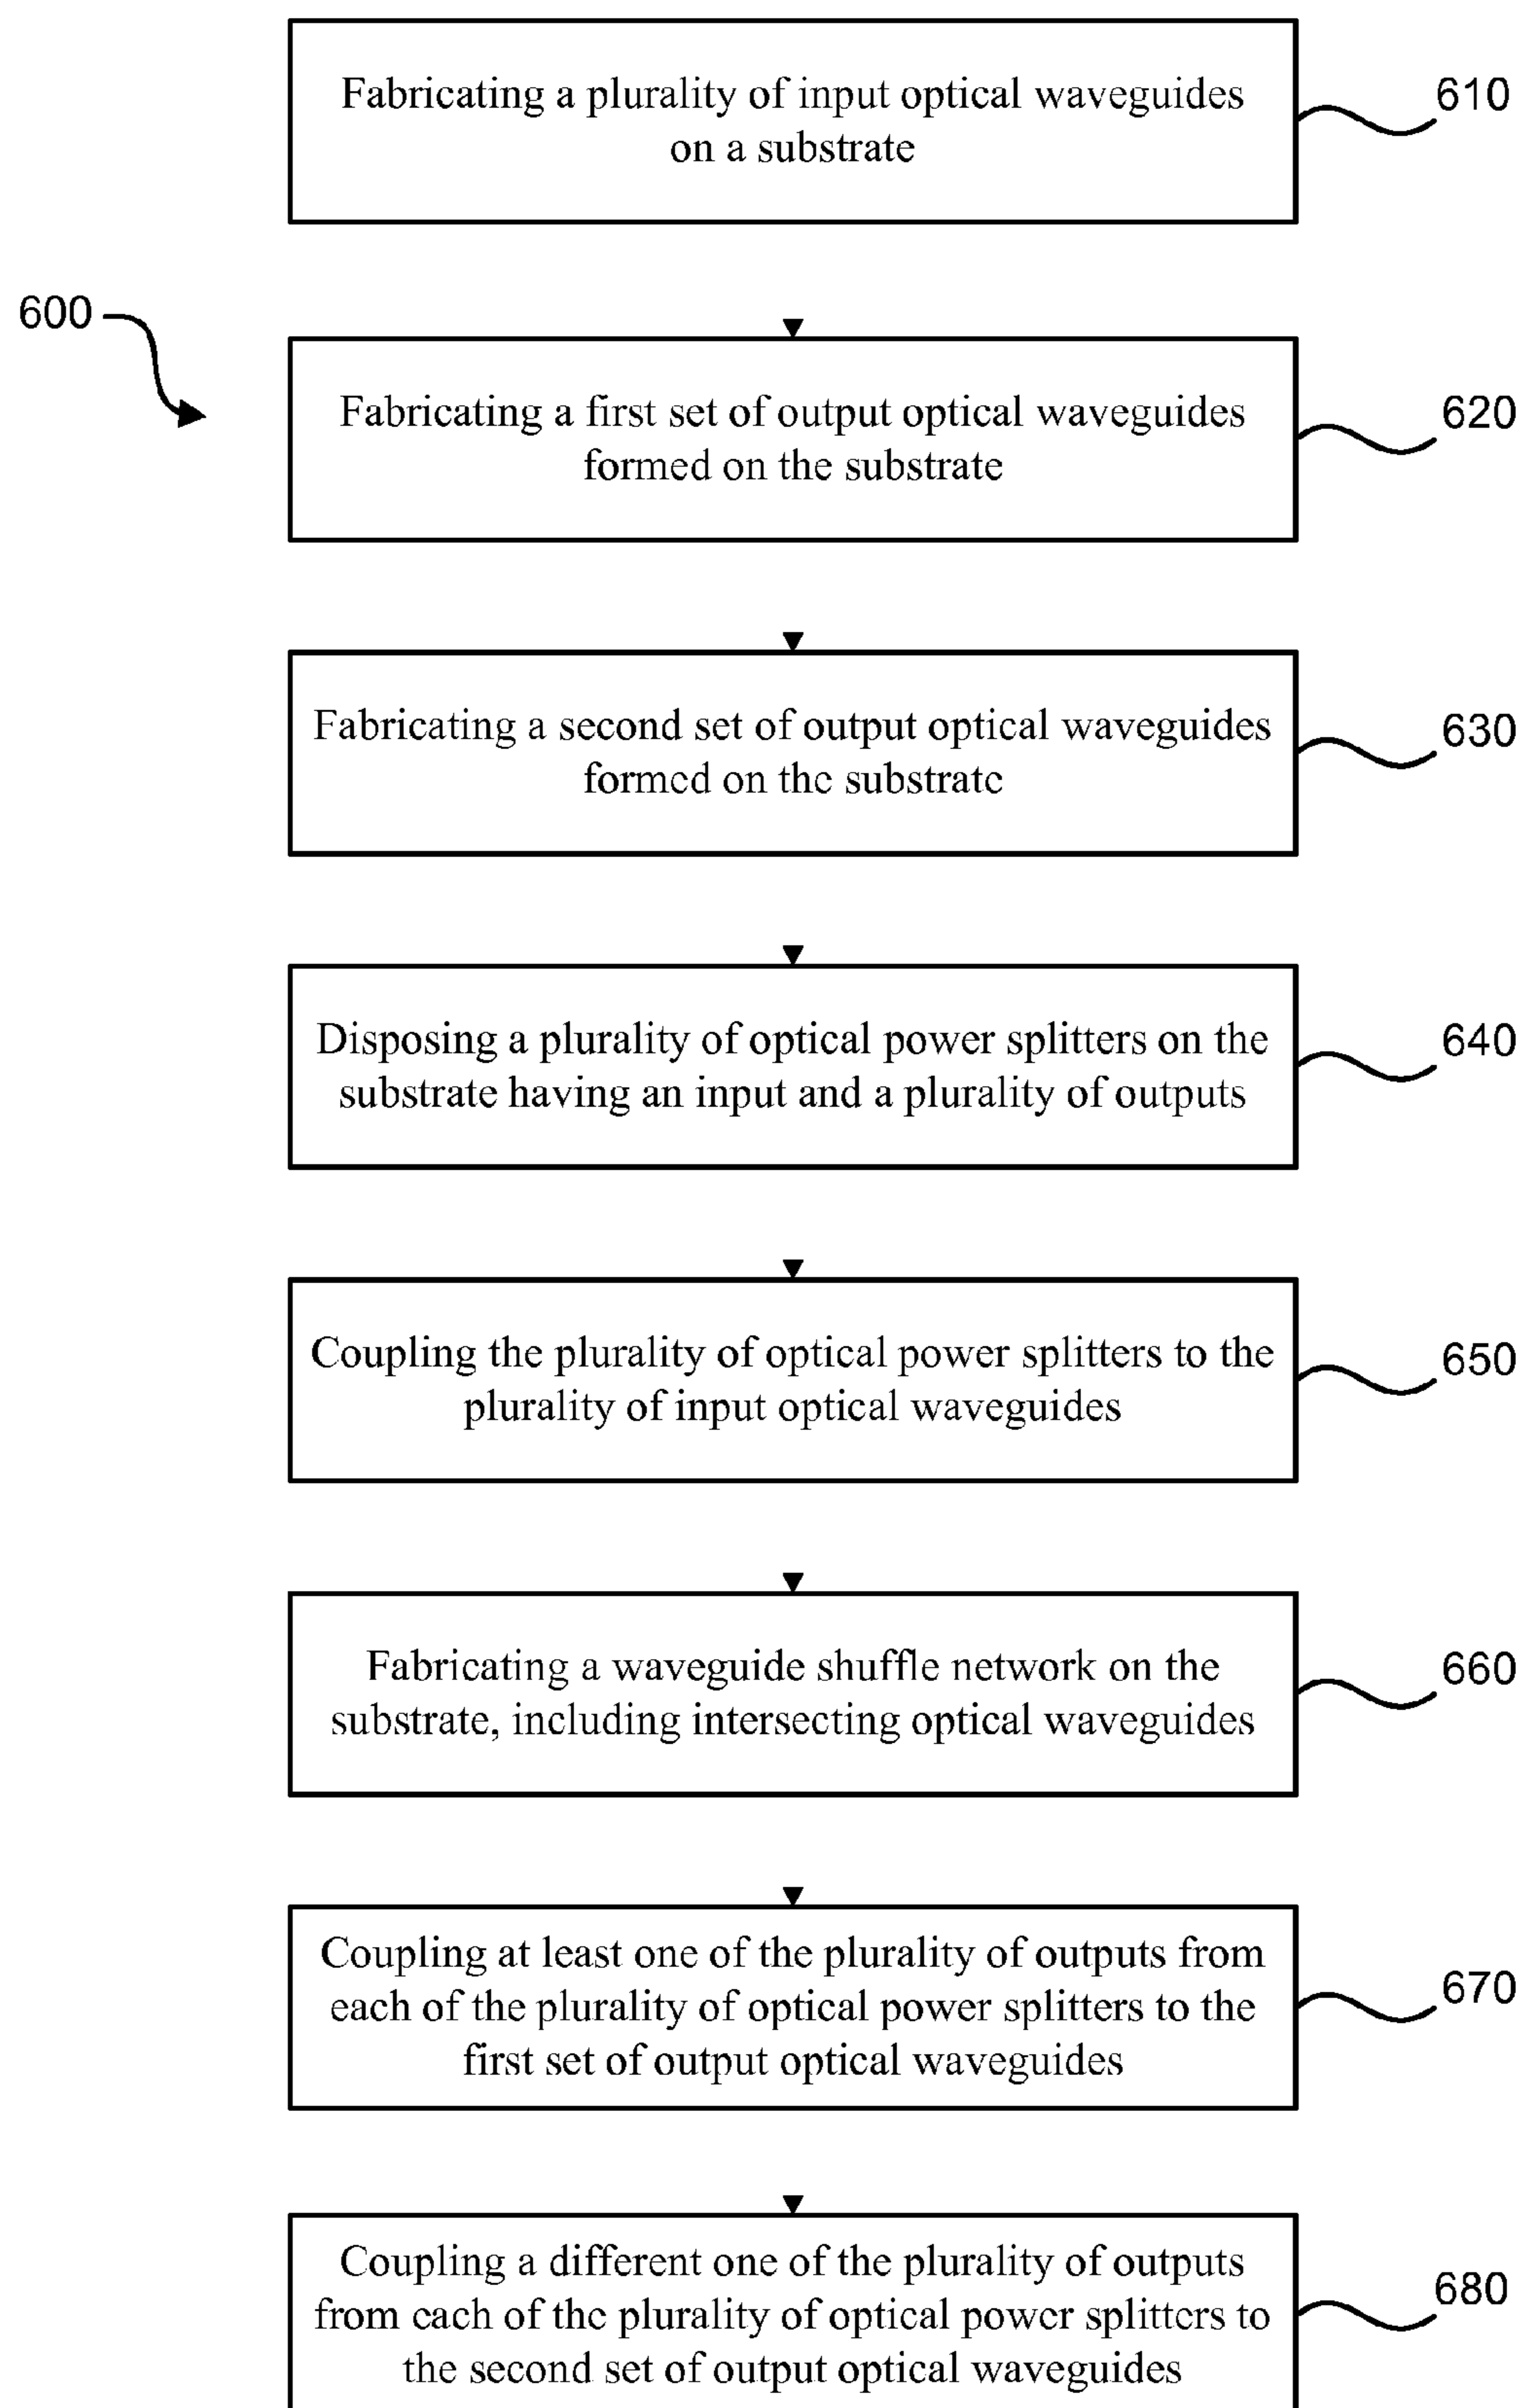 Fabricating a plurality of input optical waveguides
on a substrate
610
600
Fabricating a first set of output optical waveguides
formed on the substrate
620
Fabricating a second set of output optical waveguides
formed on the substrate
630
Disposing a plurality of optical power splitters on the
substrate having an input and a plurality of outputs
640
Coupling the plurality of optical power splitters to the
plurality of input optical waveguides
650
Fabricating a waveguide shuffle network on the
substrate, including intersecting optical waveguides
660
Coupling at least one of the plurality of outputs from
each of the plurality of optical power splitters to the
first set of output optical waveguides
670
Coupling a different one of the plurality of outputs
from each of the plurality of optical power splitters to
the second set of output optical waveguides
680